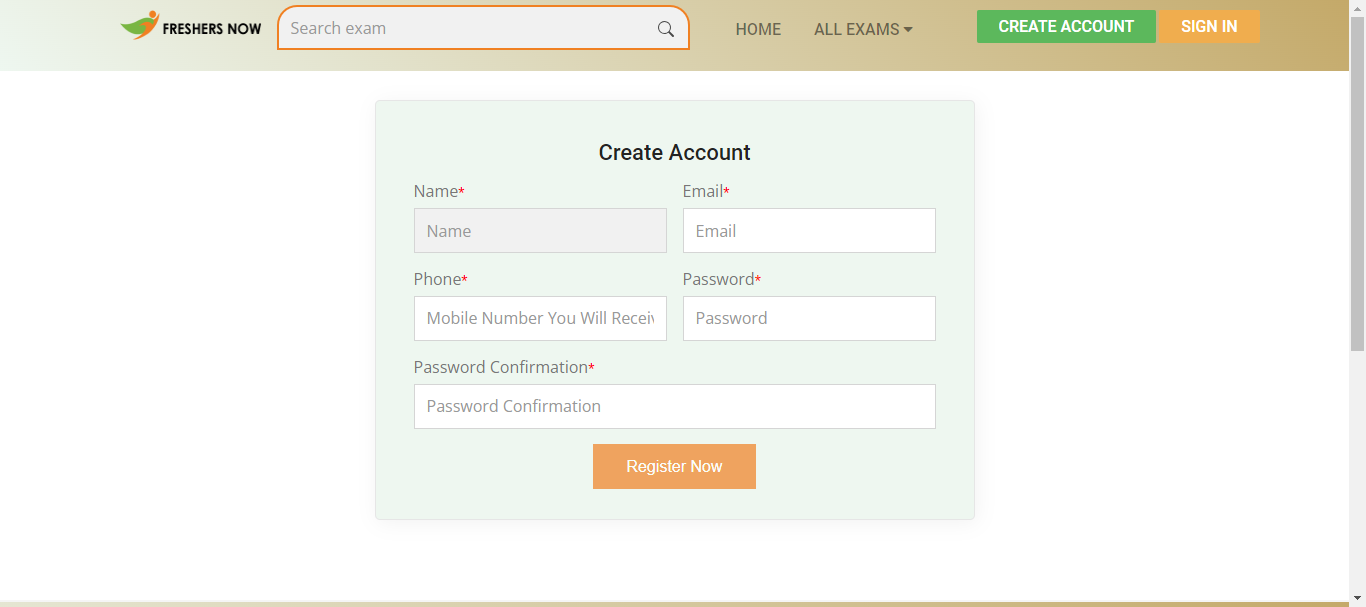 FRESHERS NOW
Search exam
HOME
ALL EXAMS
CREATE ACCOUNT
SIGN IN
Create Account
Name*
Email*
Name
Email
Phone*
Password*
Mobile Number You Will Receiv
Password
Password Confirmation*
Password Confirmation
Register Now